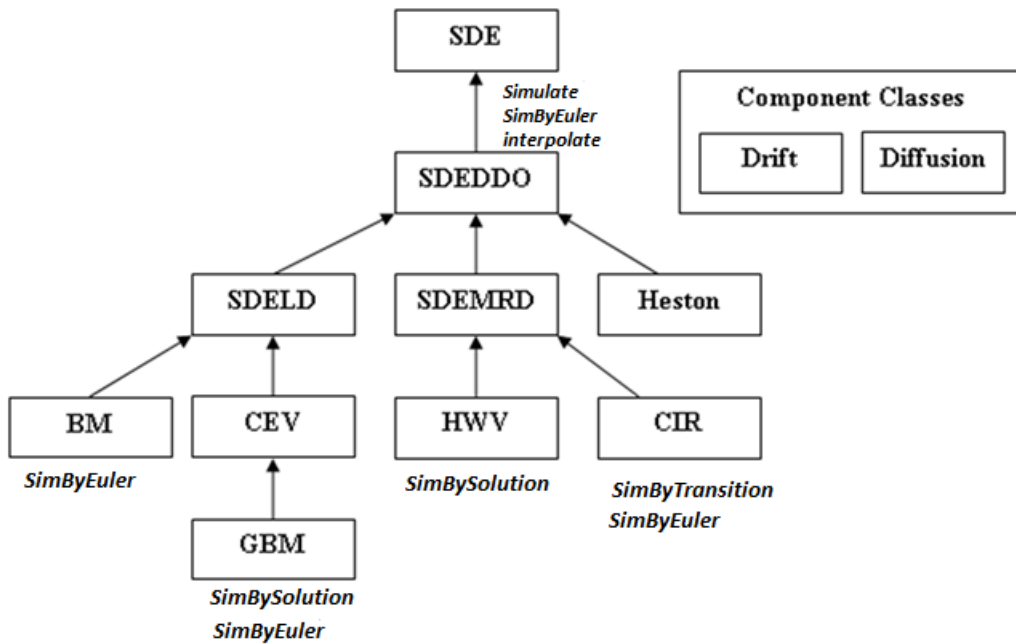 SDE
Simulate
SimByEuler
interpolate
Component Classes
Drift
Diffusion
SDEDDO
SDELD
SDEMRD
Heston
BM
CEV
HWV
CIR
SimByEuler
SimBySolution
SimByTransition
SimByEuler
GBM
SimBySolution
SimByEuler